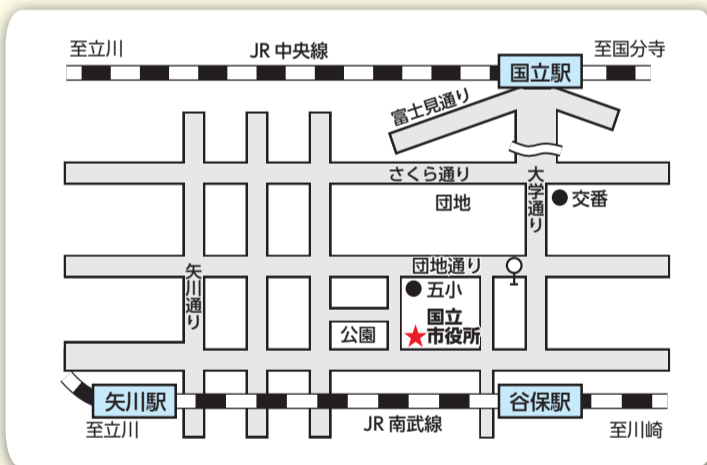 至立川
JR 中央線
国立駅
至国分寺
富士見通り
さくら通り
大学通り
団地
交番
団地通り
矢川通り
五小
国立
市役所
公園
矢川駅
谷保駅
至立川
JR 南武線
至川崎